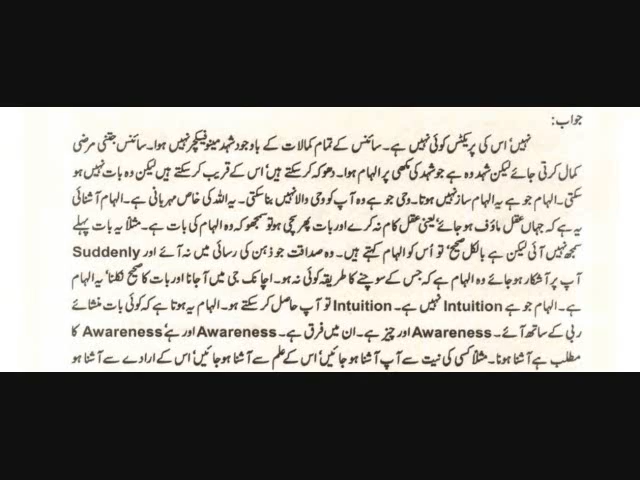 جواب:
نہیں' اس کی پریکٹس کوئی نہیں ہے۔ سائنس کے تمام کمالات کے باوجود شہد مینوفیکچر نہیں ہوا۔ سائنس جتنی مرضی
کمال کرتی جائے لیکن شہد وہ ہے جو شہد کی مکھی پر الہام ہوا۔ دھوکہ کر سکتے ہیں' اس کے قریب کر سکتے ہیں لیکن وہ بات نہیں ہو
سکتی۔ الہام جو ہے یہ الہام ساز نہیں ہوتا۔ وحی جو ہے وہ آپ کو وحی والا نہیں بنا سکتی۔ یہ اللہ کی خاص مہربانی ہے۔ الہام آشنائی
یہ ہے کہ جہاں عقل ماؤف ہو جائے' یعنی عقل کام نہ کرے اور بات پھر سچی ہو تو سمجھو کہ وہ الہام کی بات ہے۔ مثلاً یہ بات پہلے
سمجھ نہیں آئی لیکن ہے بالکل صحیح' تو اُس کو الہام کہتے ہیں۔ وہ صداقت جو ذہن کی رسائی میں نہ آئے اور Suddenly
آپ پر آشکار ہو جائے وہ الہام ہے کہ جس کے سوچنے کا طریقہ کوئی نہ ہو۔ اچانک جی میں آ جانا اور بات کا صحیح نکلنا' یہ الہام
ہے۔ الہام جو ہے Intuition نہیں ہے۔ Intuition تو آپ حاصل کر سکتے ہو۔ الہام یہ ہوتا ہے کہ کوئی بات منشائے
ربی کے ساتھ آئے۔ Awareness اور چیز ہے۔ ان میں فرق ہے۔ Awareness اور ہے' Awareness کا
مطلب ہے آشنا ہونا۔ مثلاً کسی کی نیت سے آپ آشنا ہو جائیں' اس کے علم سے آشنا ہو جائیں' اس کے ارادے سے آشنا ہو